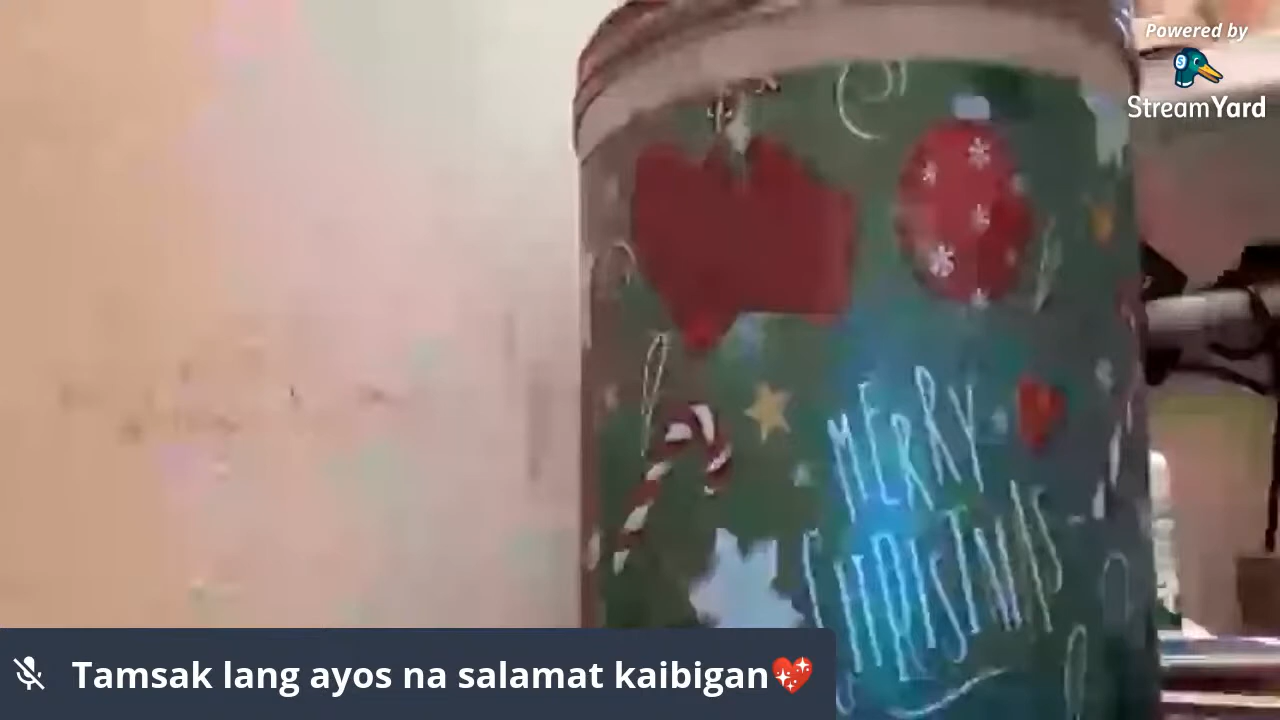 Powered by
StreamYard
MERRY
CHRISTMAS
Tamsak lang ayos na salamat kaibigan💖